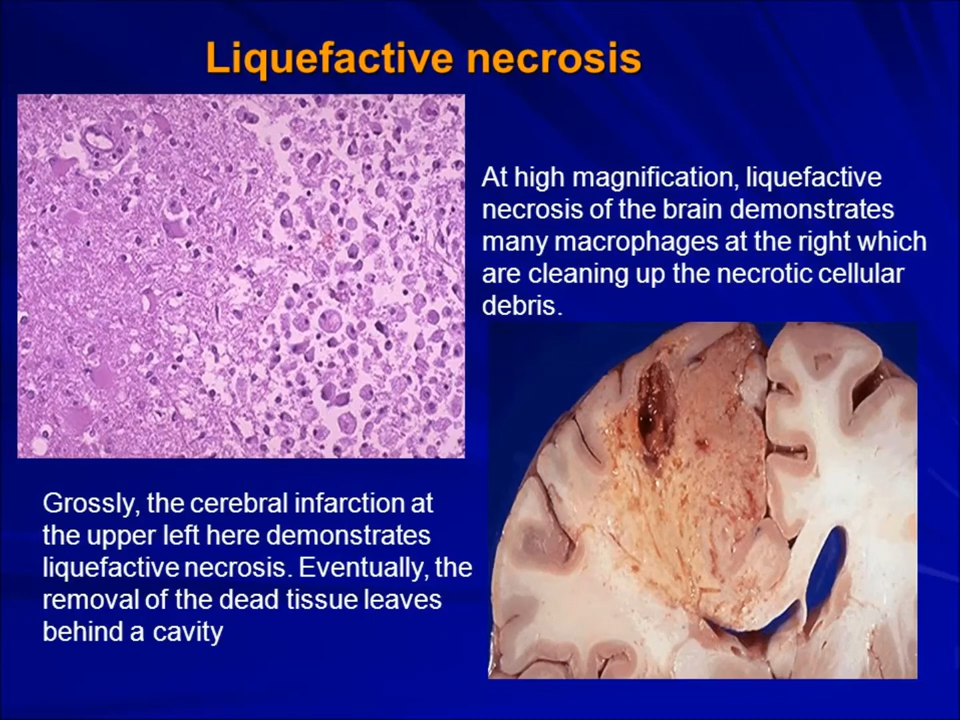 Liquefactive necrosis
At high magnification, liquefactive
necrosis of the brain demonstrates
many macrophages at the right which
are cleaning up the necrotic cellular
debris.
Grossly, the cerebral infarction at
the upper left here demonstrates
liquefactive necrosis. Eventually, the
removal of the dead tissue leaves
behind a cavity